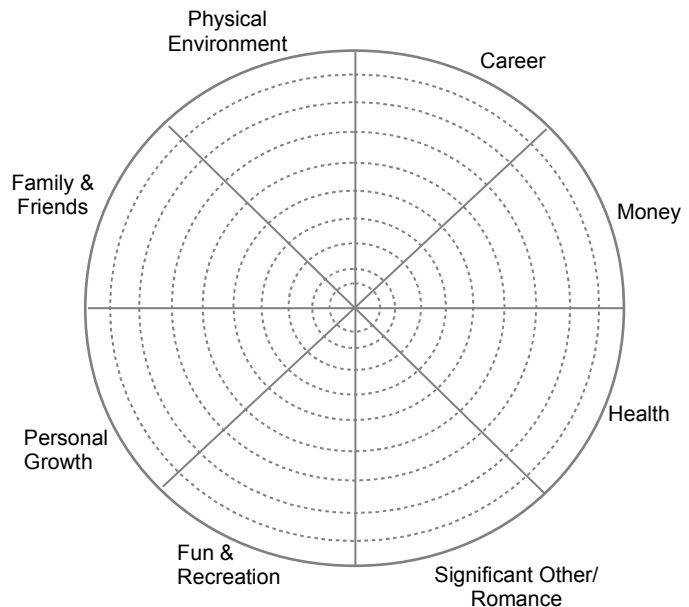 Physical
Environment
Career
Family &
Friends
Money
Personal
Growth
Health
Fun &
Recreation
Significant Other/
Romance